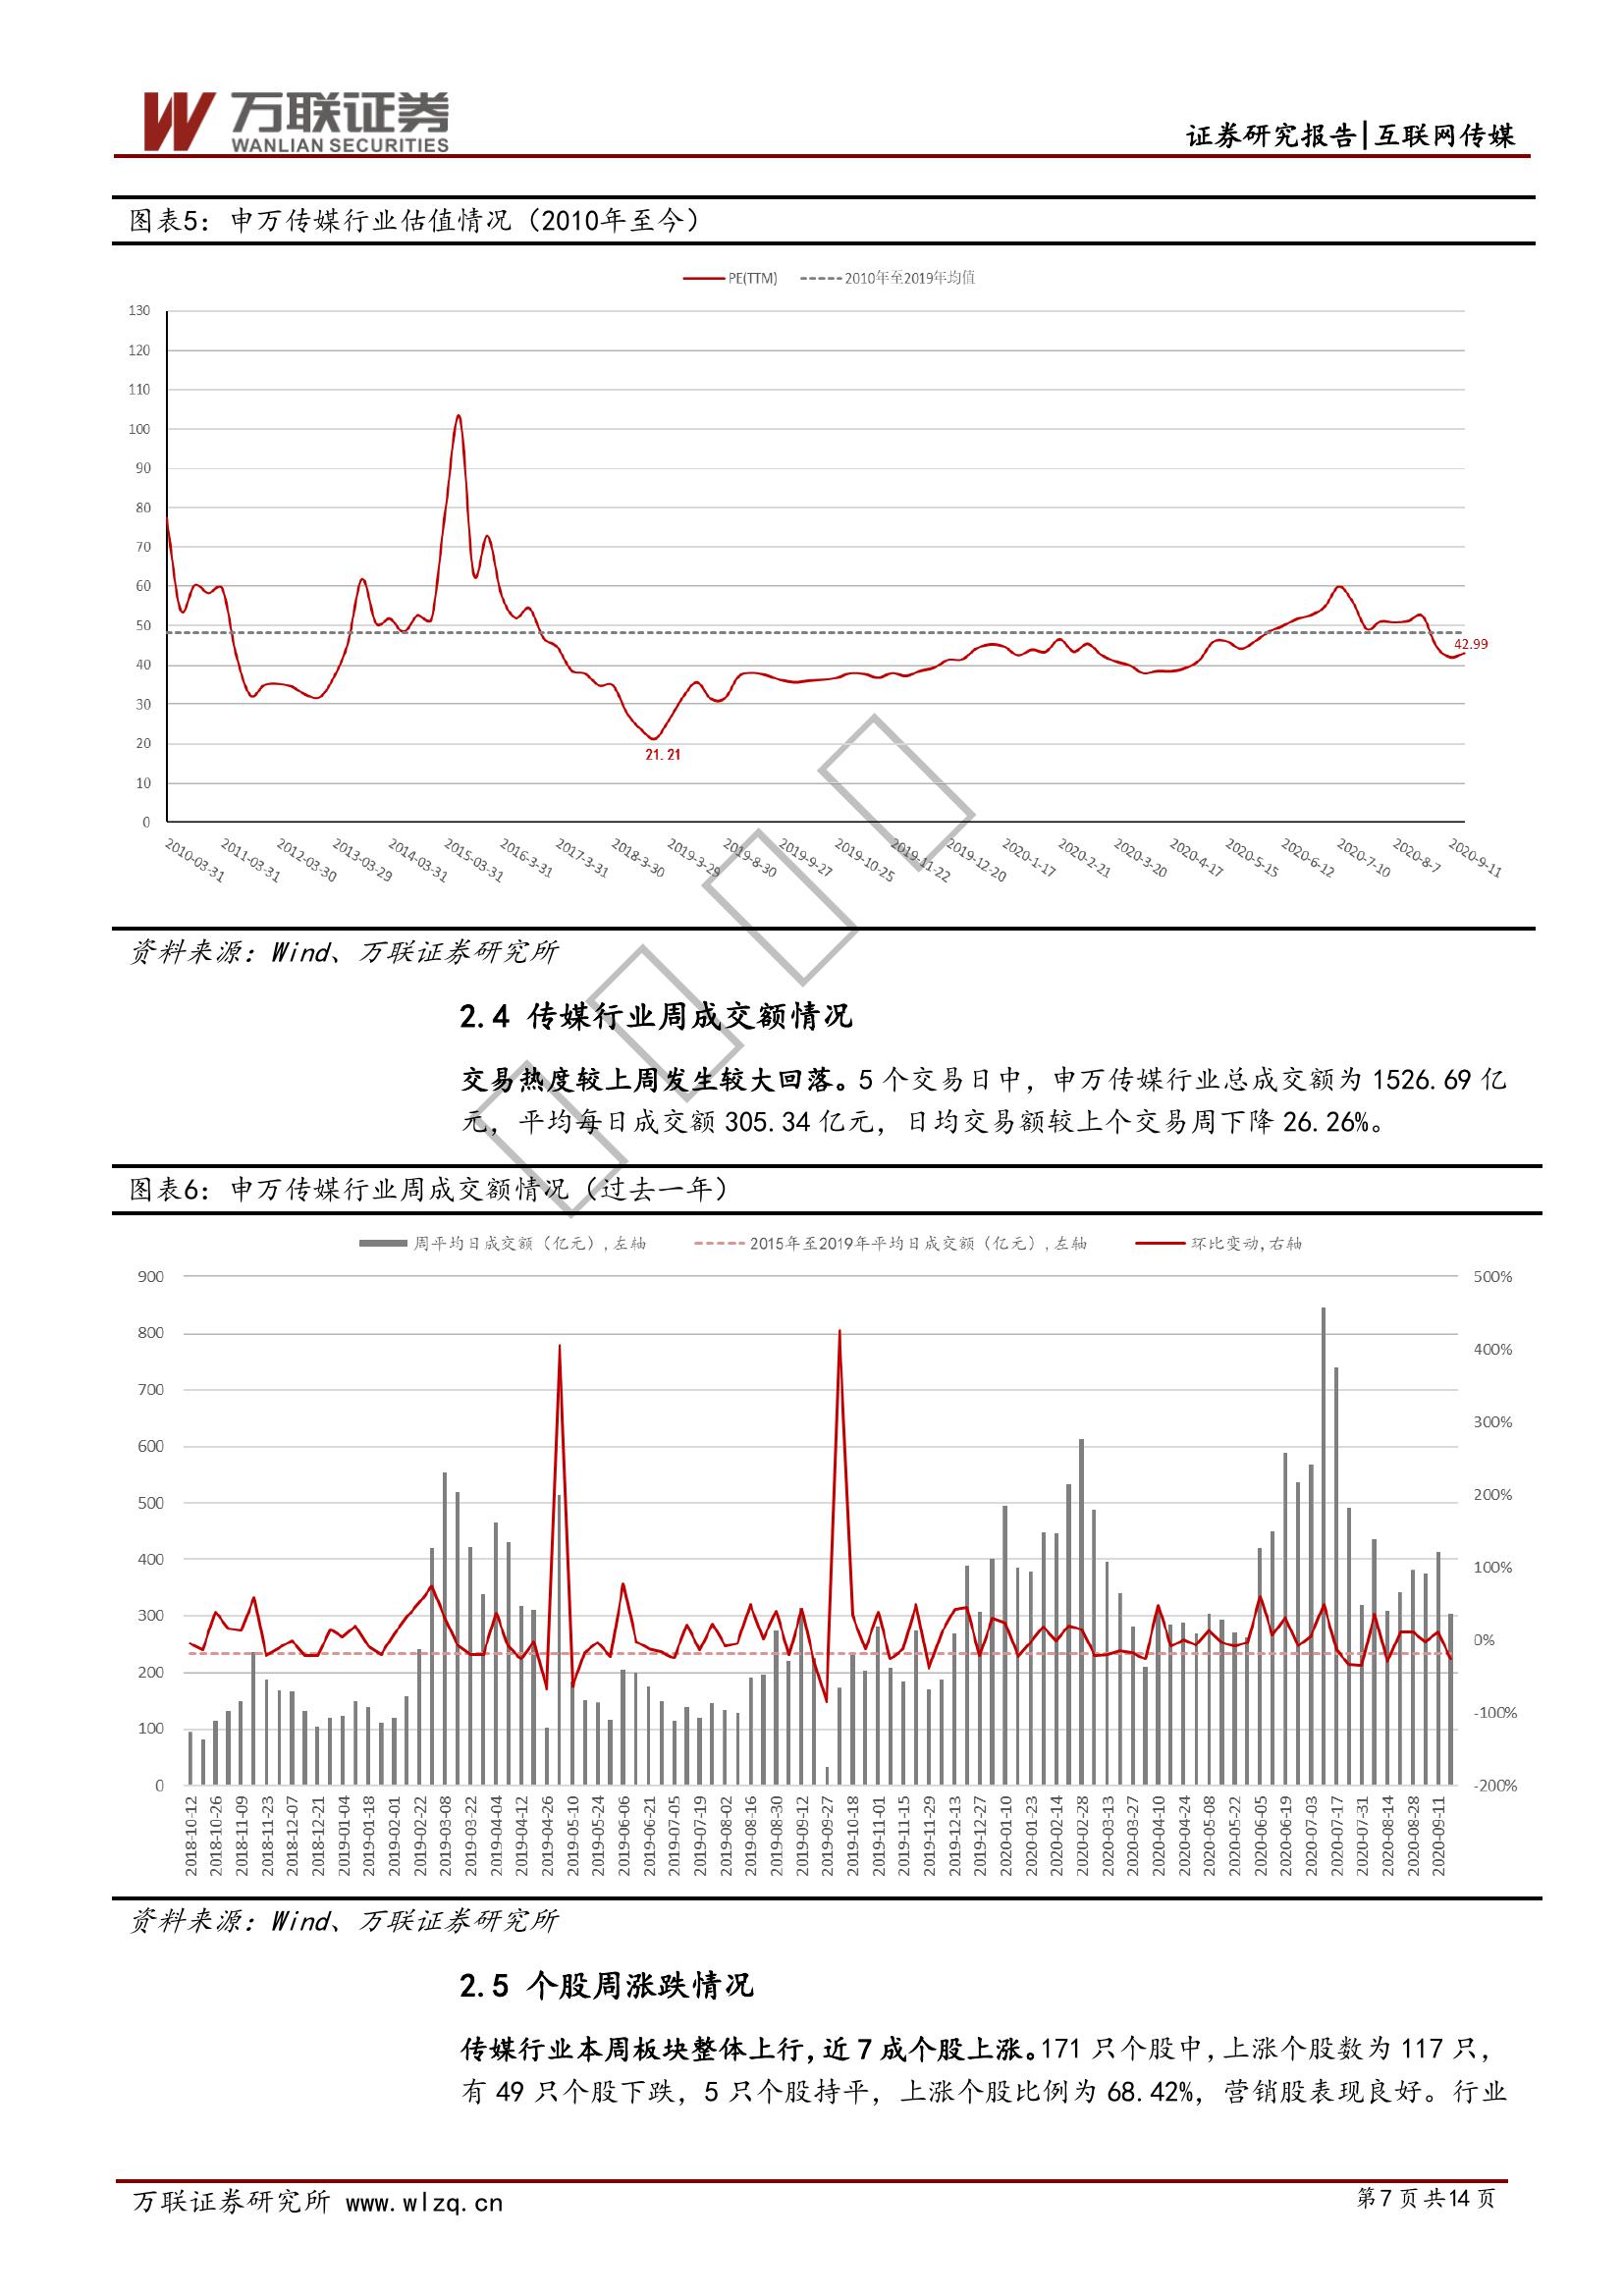 万联证券
WANLIAN SECURITIES
证券研究报告|互联网传媒
图表5：申万传媒行业估值情况（2010年至今）
PE(TTM) 2010年至2019年均值
130
120
110
100
90
80
70
60
50
40
30
20
10
0
42.99
21.21
2010-03-31 2011-03-31 2012-03-30 2013-03-29 2014-03-31 2015-03-31 2016-3-31 2017-3-31 2018-3-30 2019-3-29 2019-8-30 2019-9-27 2019-10-25 2019-11-22 2019-12-20 2020-1-17 2020-2-21 2020-3-20 2020-4-17 2020-5-15 2020-6-12 2020-7-10 2020-8-7 2020-9-11
资料来源：Wind、万联证券研究所
2.4 传媒行业周成交额情况
交易热度较上周发生较大回落。5 个交易日中，申万传媒行业总成交额为 1526.69 亿
元，平均每日成交额 305.34 亿元，日均交易额较上个交易周下降 26.26%。
图表6：申万传媒行业周成交额情况（过去一年）
周平均日成交额（亿元）,左轴 2015年至2019年平均日成交额（亿元）,左轴 环比变动,右轴
900
800
700
600
500
400
300
200
100
0
500%
400%
300%
200%
100%
0%
-100%
-200%
2018-10-12 2018-10-26 2018-11-09 2018-11-23 2018-12-07 2018-12-21 2019-01-04 2019-01-18 2019-02-01 2019-02-22 2019-03-08 2019-03-22 2019-04-04 2019-04-12 2019-04-26 2019-05-10 2019-05-24 2019-06-06 2019-06-21 2019-07-05 2019-07-19 2019-08-02 2019-08-16 2019-08-30 2019-09-12 2019-09-27 2019-10-18 2019-11-01 2019-11-15 2019-11-29 2019-12-13 2019-12-27 2020-01-10 2020-01-23 2020-02-14 2020-02-28 2020-03-13 2020-03-27 2020-04-10 2020-04-24 2020-05-08 2020-05-22 2020-06-05 2020-06-19 2020-07-03 2020-07-17 2020-07-31 2020-08-14 2020-08-28 2020-09-11
资料来源：Wind、万联证券研究所
2.5 个股周涨跌情况
传媒行业本周板块整体上行,近 7 成个股上涨。171 只个股中,上涨个股数为 117 只，
有 49 只个股下跌，5 只个股持平，上涨个股比例为 68.42%，营销股表现良好。行业
万联证券研究所 www.wlzq.cn
第 7 页 共 14 页